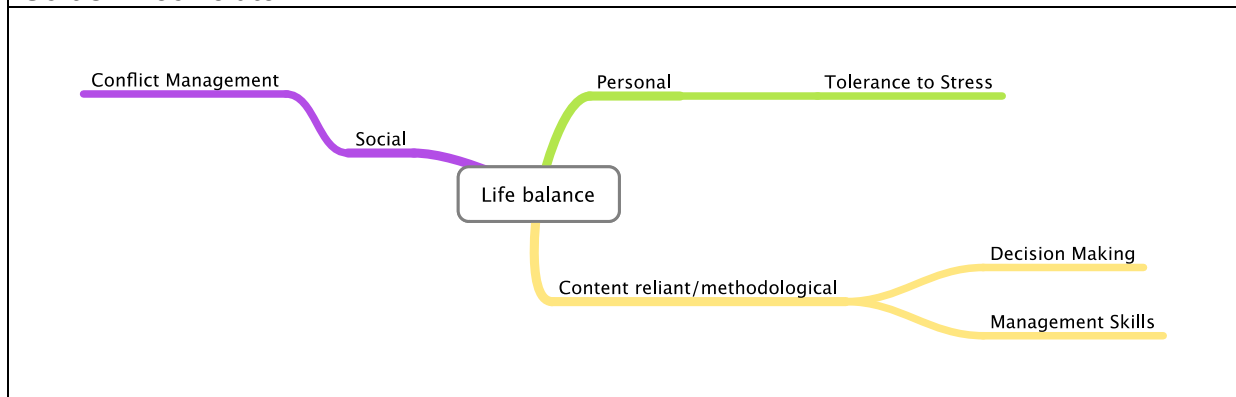 Conflict Management
Personal
Tolerance to Stress
Social
Life balance
Decision Making
Content reliant/methodological
Management Skills